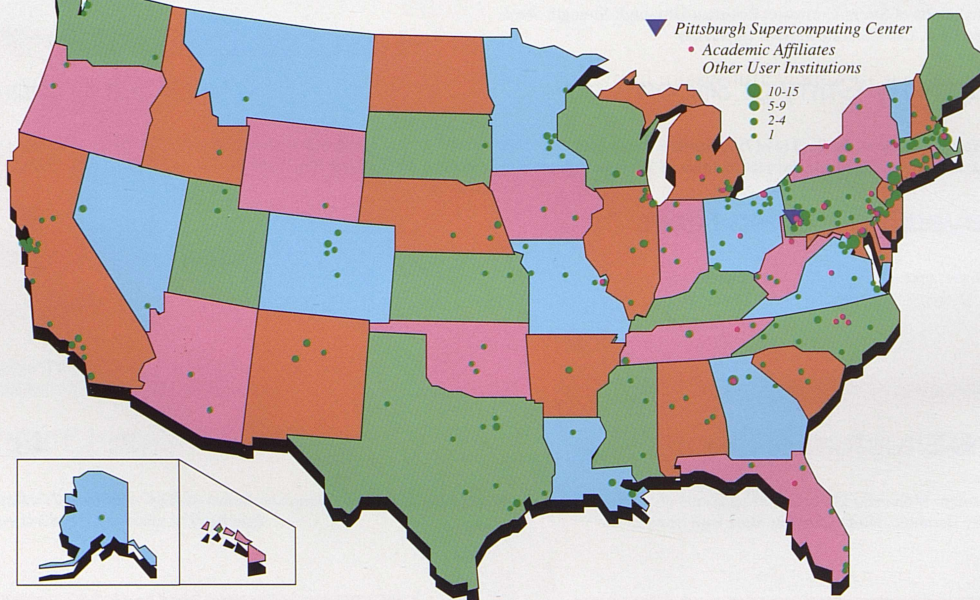 Pittsburgh Supercomputing Center
Academic Affiliates
Other User Institutions
10-15
5-9
2-4
1